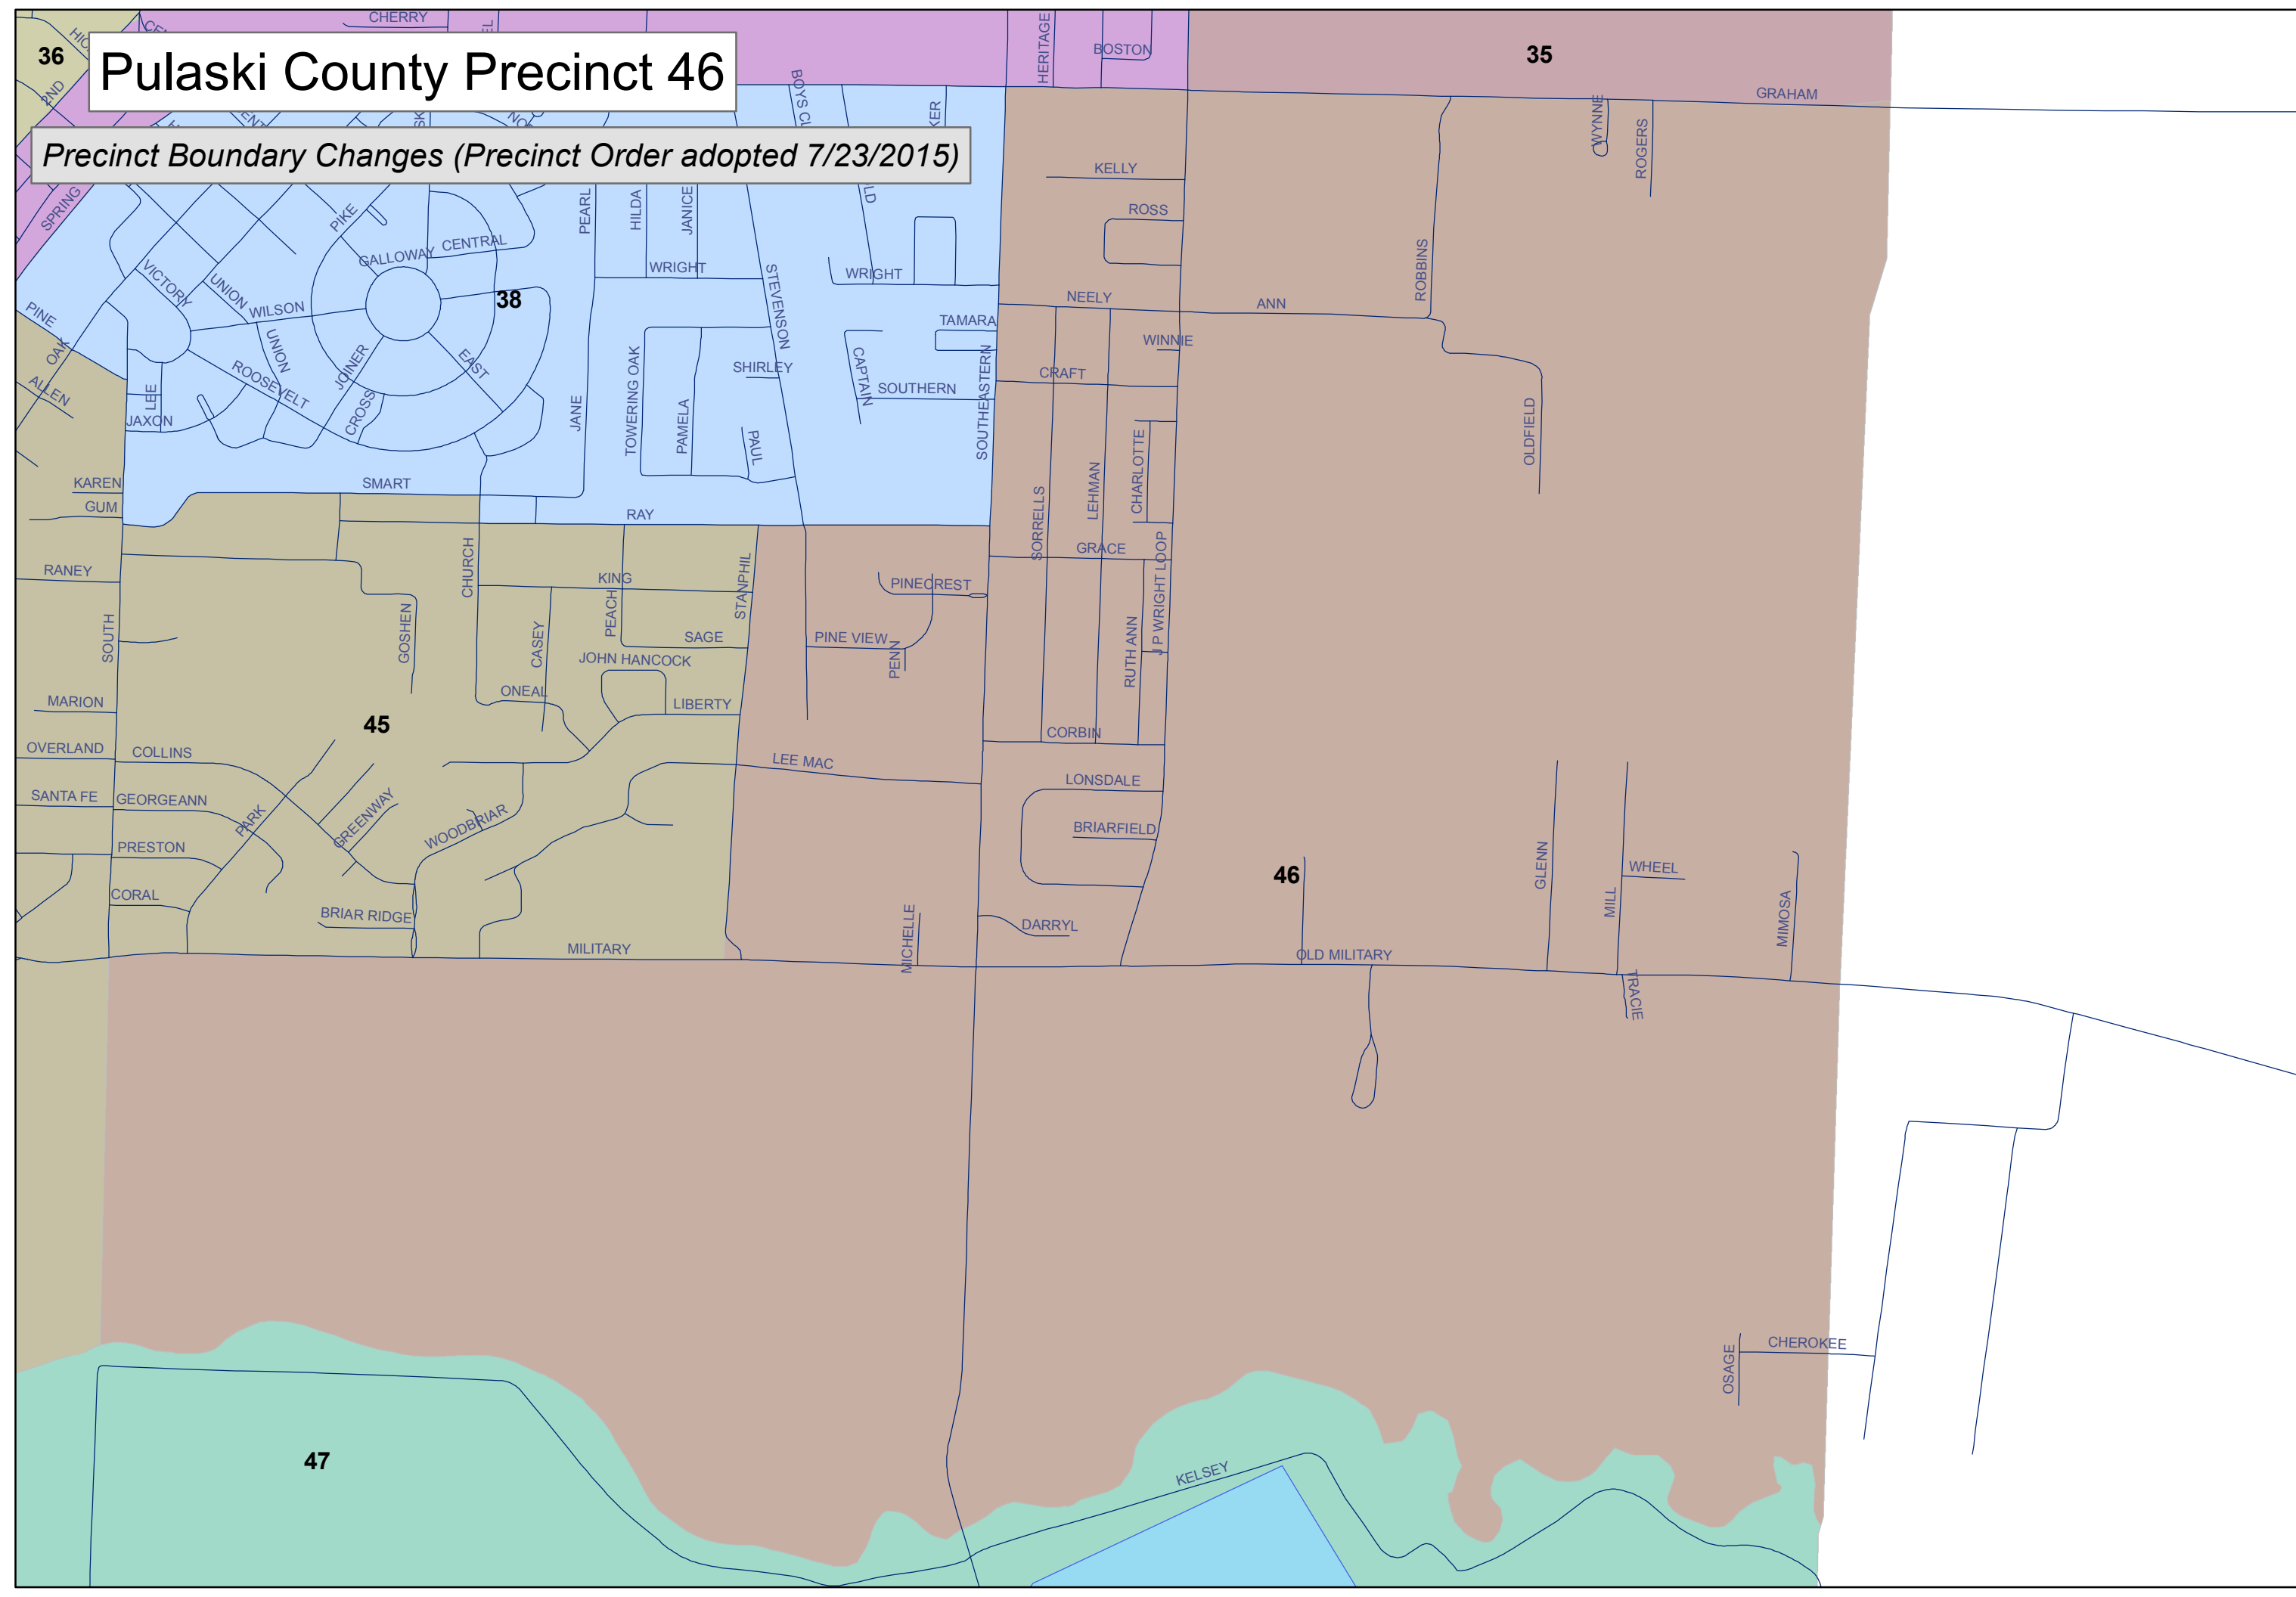 CHERRY
HERITAGE
BOSTON
36
35
Pulaski County Precinct 46
2ND
GRAHAM
WYNNE
ROGERS
Precinct Boundary Changes (Precinct Order adopted 7/23/2015)
KELLY
SPRING
PIKE
PEARL
HILDA
JANICE
ROSS
GALLOWAY
CENTRAL
VICTORY
UNION
WRIGHT
WRIGHT
STEVENSON
ROBBINS
38
WILSON
NEELY
ANN
PINE
OAK
UNION
TAMARA
WINNIE
ALLEN
LEE
ROOSEVELT
JOINER
EAST
SHIRLEY
CAPTAIN
SOUTHERN
SOUTHEASTERN
CRAFT
JAXON
CROSS
JANE
TOWERING OAK
PAMELA
PAUL
OLDFIELD
KAREN
SMART
SORRELLS
LEHMAN
CHARLOTTE
GUM
RAY
RANEY
CHURCH
KING
STANPHIL
PINECREST
GRACE
J P WRIGHT LOOP
SOUTH
GOSHEN
CASEY
PEACH
SAGE
PINE VIEW
PENN
RUTH ANN
JOHN HANCOCK
MARION
ONEAL
LIBERTY
45
CORBIN
OVERLAND
COLLINS
LEE MAC
LONSDALE
SANTA FE
GEORGEANN
PARK
GREENWAY
WOODBRIAR
BRIARFIELD
PRESTON
46
GLENN
WHEEL
CORAL
MILL
MIMOSA
BRIAR RIDGE
MICHELLE
DARRYL
MILITARY
OLD MILITARY
TRACIE
CHEROKEE
OSAGE
47
KELSEY